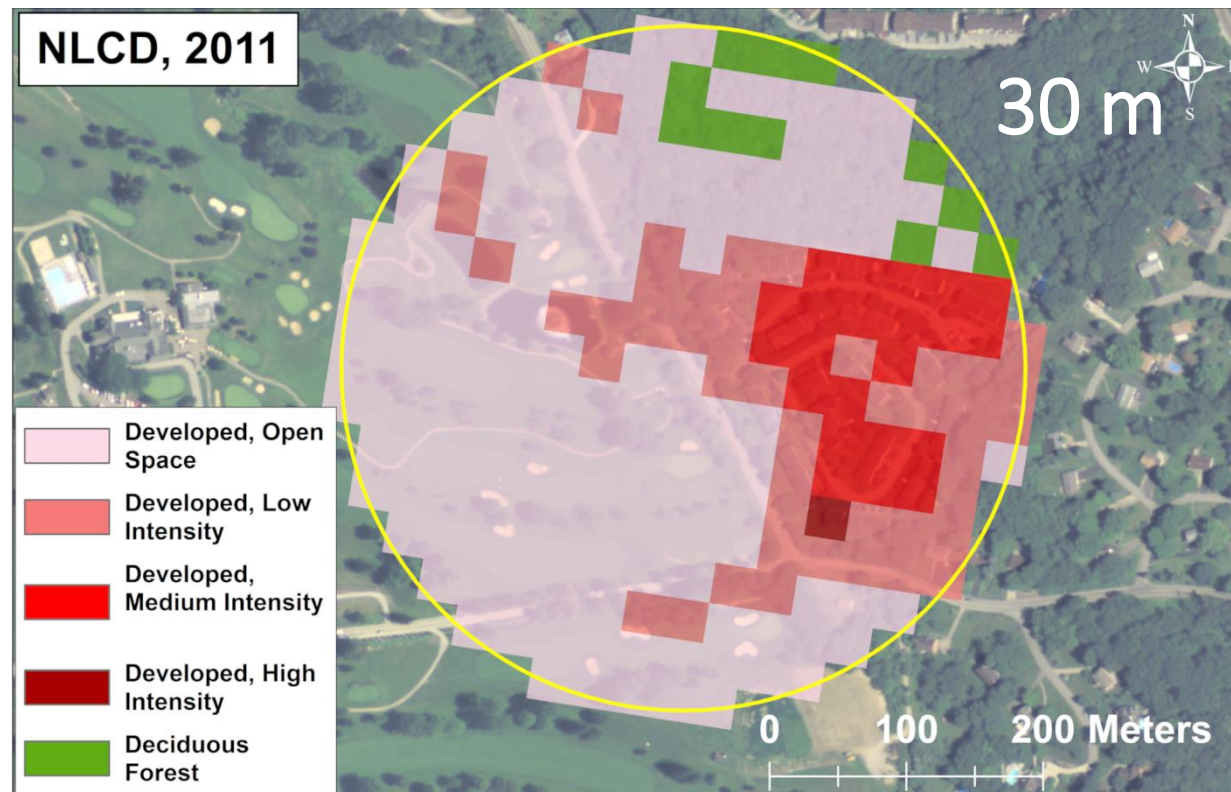 NLCD, 2011
N
W
S
30 m
Developed, Open
Space
Developed, Low
Intensity
Developed,
Medium Intensity
Developed, High
Intensity
Deciduous
Forest
0 100 200 Meters